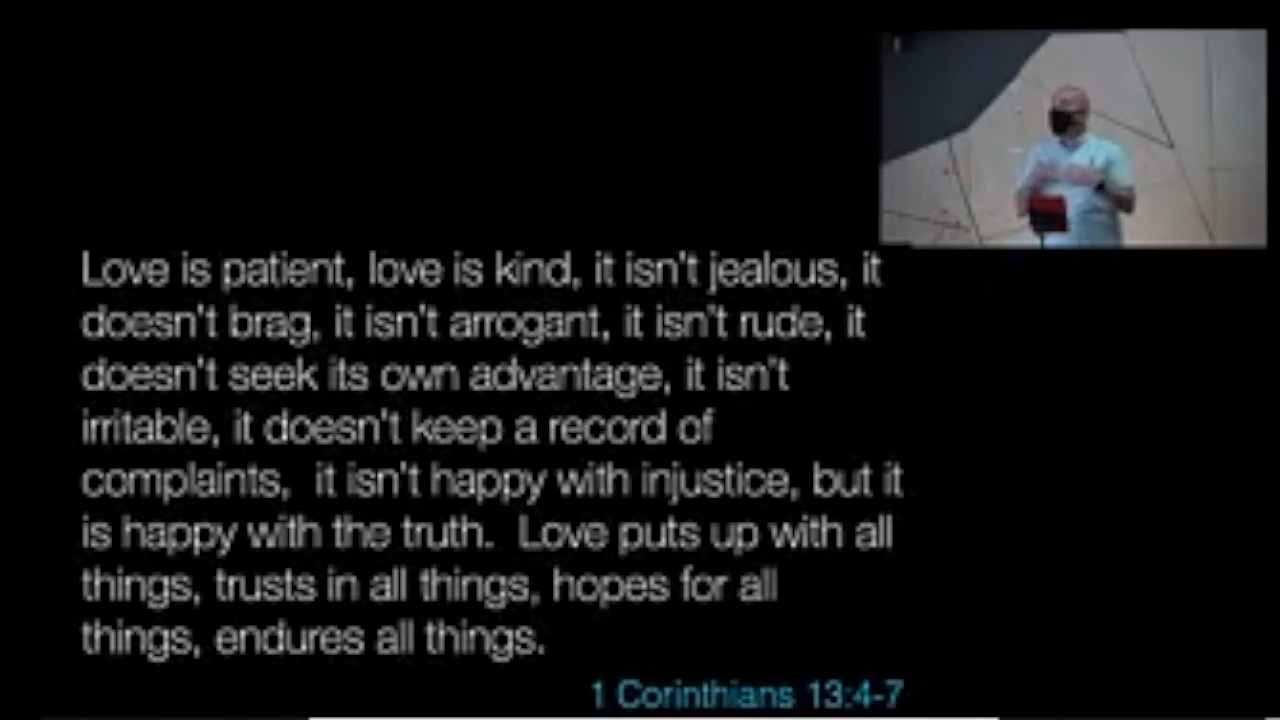 Love is patient, love is kind, it isn't jealous, it
doesn't brag, it isn't arrogant, it isn't rude, it
doesn't seek its own advantage, it isn't
irritable, it doesn't keep a record of
complaints,  it isn't happy with injustice, but it
is happy with the truth.  Love puts up with all
things, trusts in all things, hopes for all
things, endures all things.
1 Corinthians 13:4-7